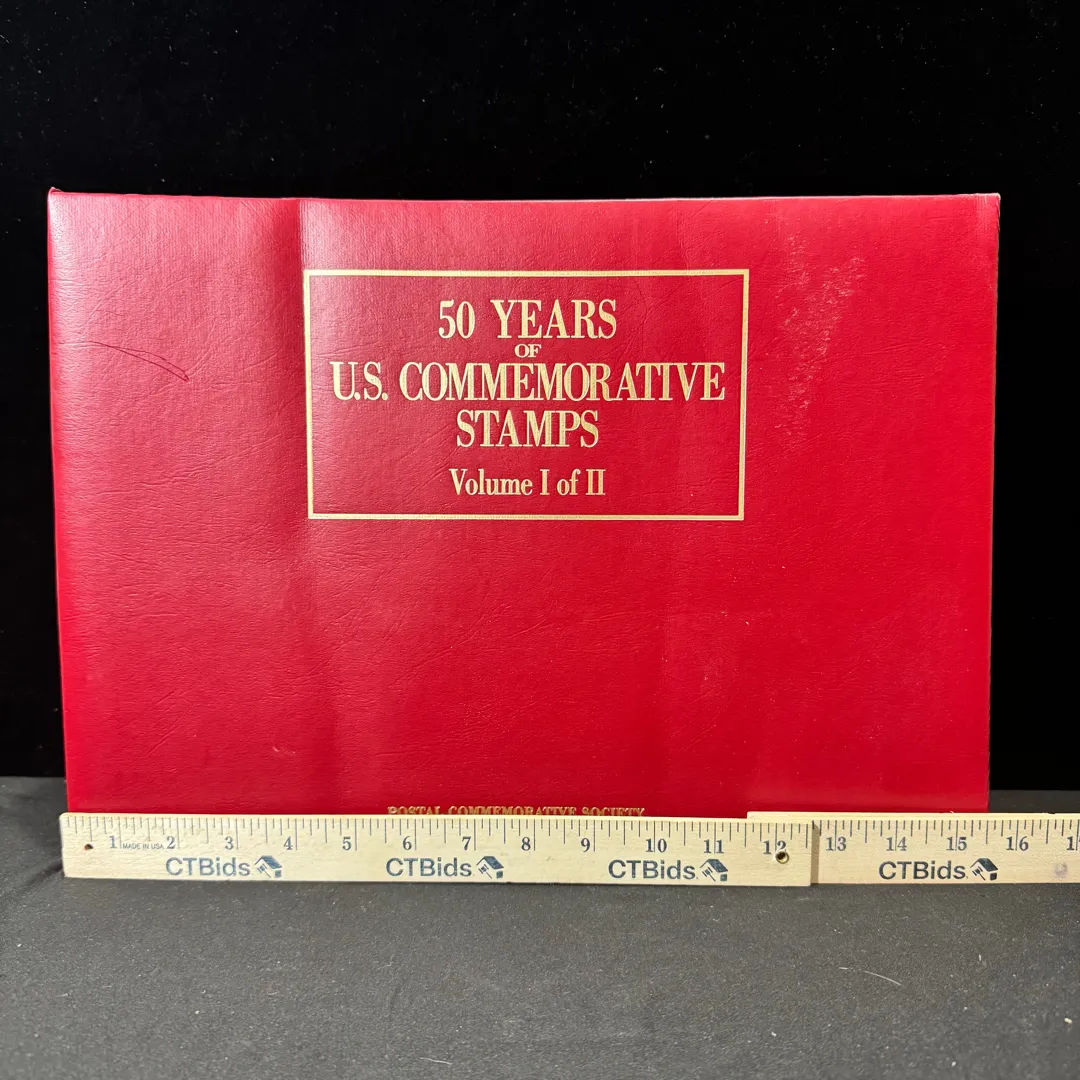 50 YEARS
OF
U.S. COMMEMORATIVE
STAMPS
Volume I of II
POSTAL COMMEMORATIVE SOCIETY
1 2 3 4 5 6 7 8 9 10 11 12 13 14 15 16
MADE IN USA
CTBids CTBids CTBids CTBids